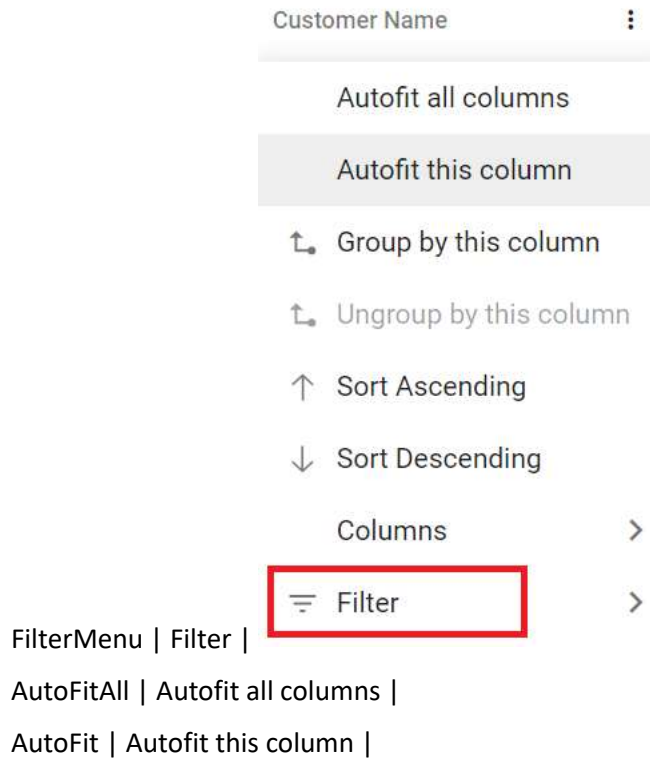 Customer Name
Autofit all columns
Autofit this column
Group by this column
Ungroup by this column
Sort Ascending
Sort Descending
Columns
Filter
FilterMenu | Filter |
AutoFitAll | Autofit all columns |
AutoFit | Autofit this column |